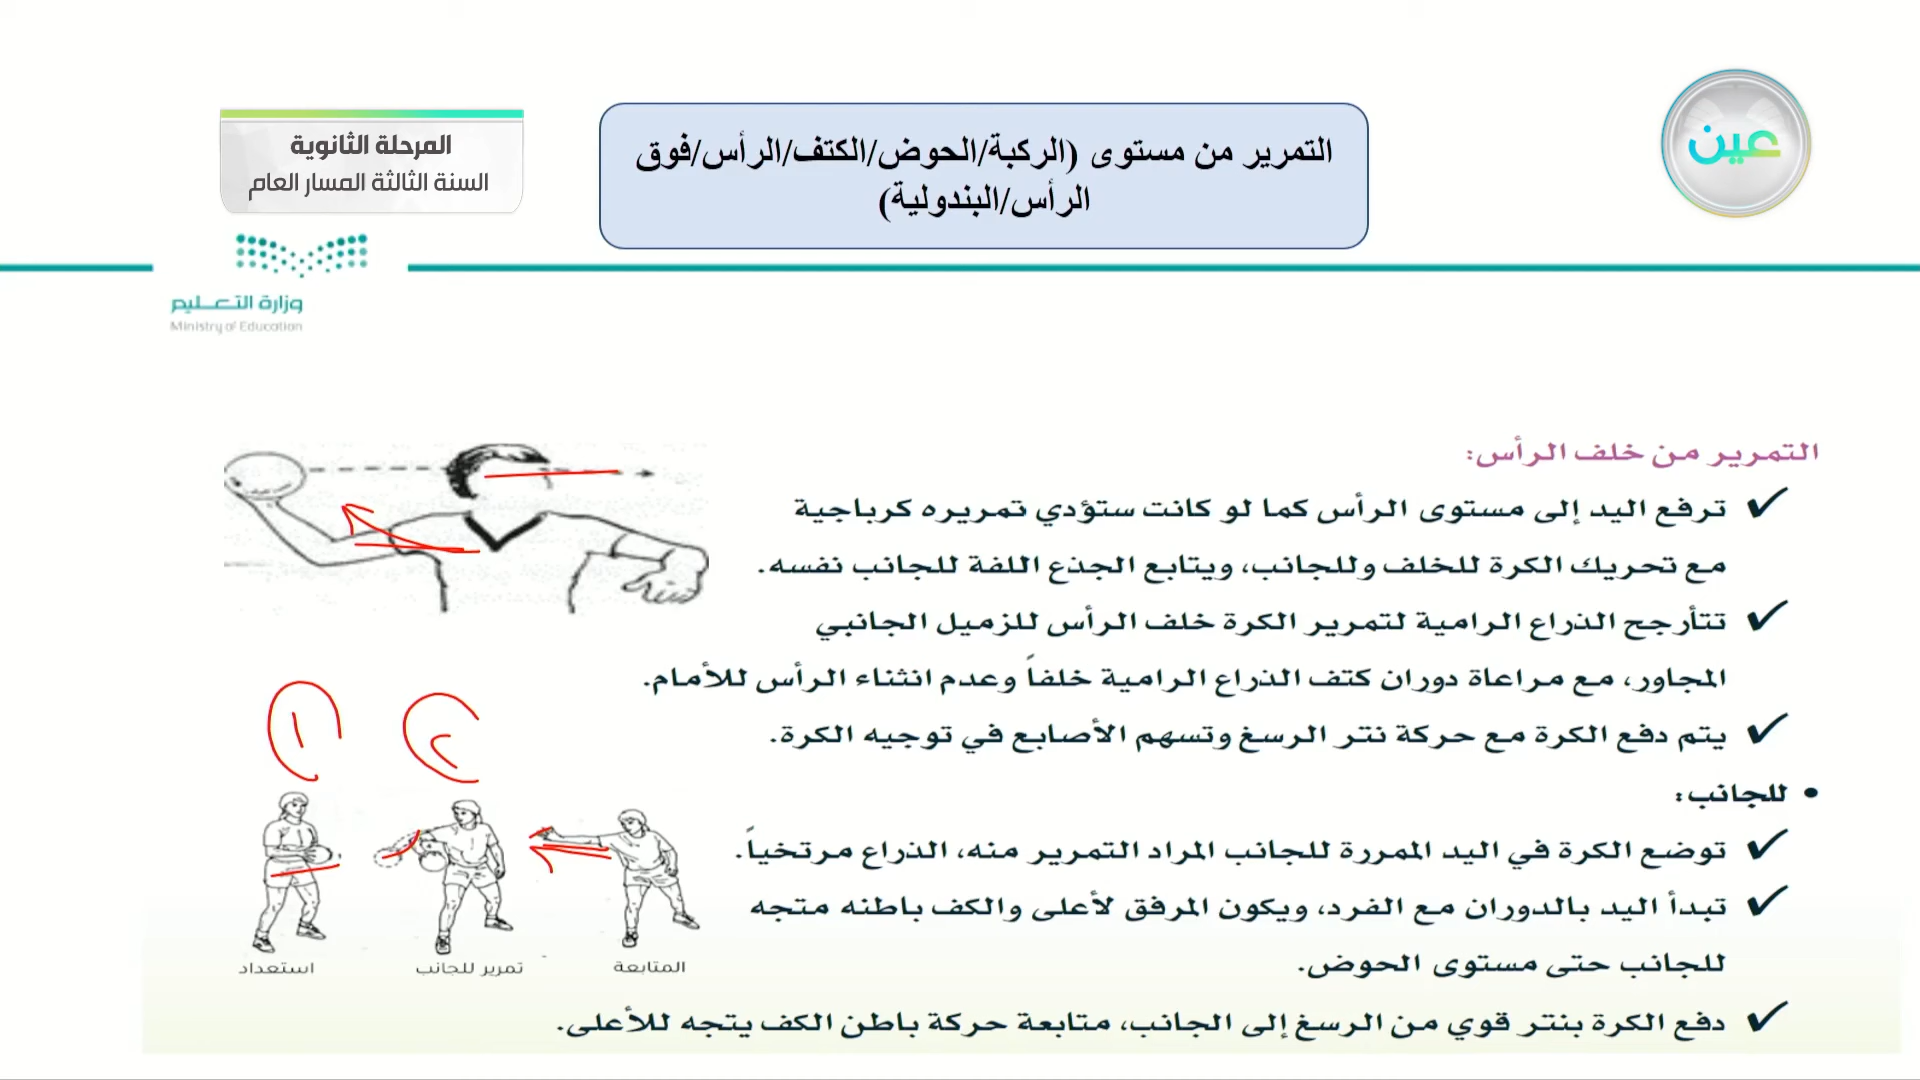 المرحلة الثانوية
السنة الثالثة المسار العام
التمرير من مستوى (الركبة/الحوض/الكتف/الرأس/فوق
الرأس/البندولية)
عين
وزارة التعليم
Ministry of Education
التمرير من خلف الرأس:
✓ ترفع اليد إلى مستوى الرأس كما لو كانت ستؤدي تمريره كرباجية
مع تحريك الكرة للخلف وللجانب، ويتابع الجذع اللفة للجانب نفسه.
✓ تتأرجح الذراع الرامية لتمرير الكرة خلف الرأس للزميل الجانبي
المجاور، مع مراعاة دوران كتف الذراع الرامية خلفاً وعدم انثناء الرأس للأمام.
✓ يتم دفع الكرة مع حركة نتر الرسغ وتسهم الأصابع في توجيه الكرة.
• للجانب:
✓ توضع الكرة في اليد الممررة للجانب المراد التمرير منه، الذراع مرتخياً.
✓ تبدأ اليد بالدوران مع الفرد، ويكون المرفق لأعلى والكف باطنه متجه
للجانب حتى مستوى الحوض.
✓ دفع الكرة بنتر قوي من الرسغ إلى الجانب، متابعة حركة باطن الكف يتجه للأعلى.
١
٢
استعداد
تمرير للجانب
المتابعة